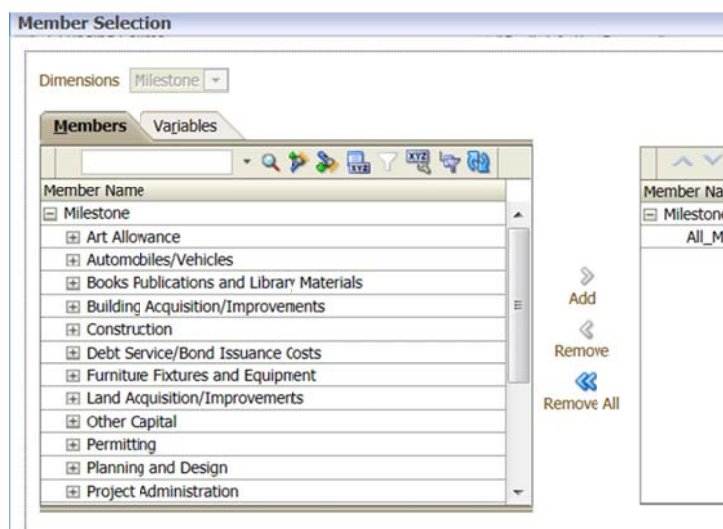 Member Selection
Dimensions Milestone
Members Variables
Member Name
Milestone
Art Allowance
Automobiles/Vehicles
Books Publications and Library Materials
Building Acquisition/Improvements
Construction
Debt Service/Bond Issuance Costs
Furniture Fixtures and Equipment
Land Acquisition/Improvements
Other Capital
Permitting
Planning and Design
Project Administration
Add
Remove
Remove All
Member Na
Milestone
All_M